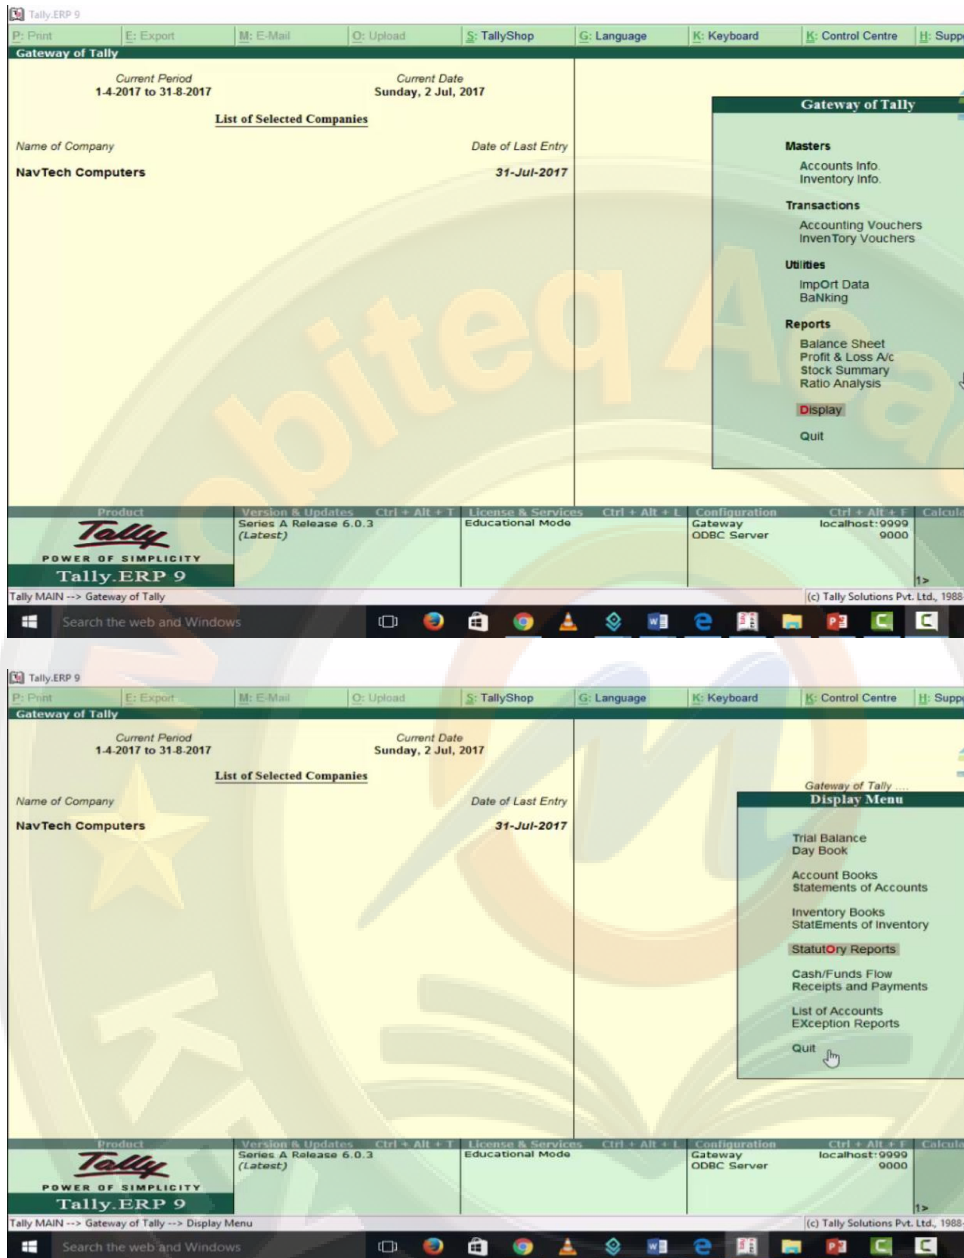 Tally.ERP 9
P: Print E: Export M: E-Mail O: Upload S: TallyShop G: Language K: Keyboard K: Control Centre H: Supp
Gateway of Tally
Current Period Current Date
1-4-2017 to 31-8-2017 Sunday, 2 Jul, 2017
List of Selected Companies
Name of Company Date of Last Entry
NavTech Computers 31-Jul-2017
Gateway of Tally
Masters
Accounts Info.
Inventory Info.
Transactions
Accounting Vouchers
InvenTory Vouchers
Utilities
ImpOrt Data
BaNking
Reports
Balance Sheet
Profit & Loss A/c
Stock Summary
Ratio Analysis
Display
Quit
Product Version & Updates Ctrl + Alt + T License & Services Ctrl + Alt + L Configuration Ctrl + Alt + F Calcula
Tally
POWER OF SIMPLICITY
Tally.ERP 9
Series A Release 6.0.3
(Latest)
Educational Mode
Gateway localhost:9999
ODBC Server 9000
1>
Tally MAIN --> Gateway of Tally (c) Tally Solutions Pvt. Ltd., 1988-
Search the web and Windows
Tally.ERP 9
P: Print E: Export M: E-Mail O: Upload S: TallyShop G: Language K: Keyboard K: Control Centre H: Supp
Gateway of Tally
Current Period Current Date
1-4-2017 to 31-8-2017 Sunday, 2 Jul, 2017
List of Selected Companies
Name of Company Date of Last Entry
NavTech Computers 31-Jul-2017
Gateway of Tally ....
Display Menu
Trial Balance
Day Book
Account Books
Statements of Accounts
Inventory Books
StatEments of Inventory
StatutOry Reports
Cash/Funds Flow
Receipts and Payments
List of Accounts
EXception Reports
Quit
Product Version & Updates Ctrl + Alt + T License & Services Ctrl + Alt + L Configuration Ctrl + Alt + F Calcula
Tally
POWER OF SIMPLICITY
Tally.ERP 9
Series A Release 6.0.3
(Latest)
Educational Mode
Gateway localhost:9999
ODBC Server 9000
1>
Tally MAIN --> Gateway of Tally --> Display Menu (c) Tally Solutions Pvt. Ltd., 1988-
Search the web and Windows